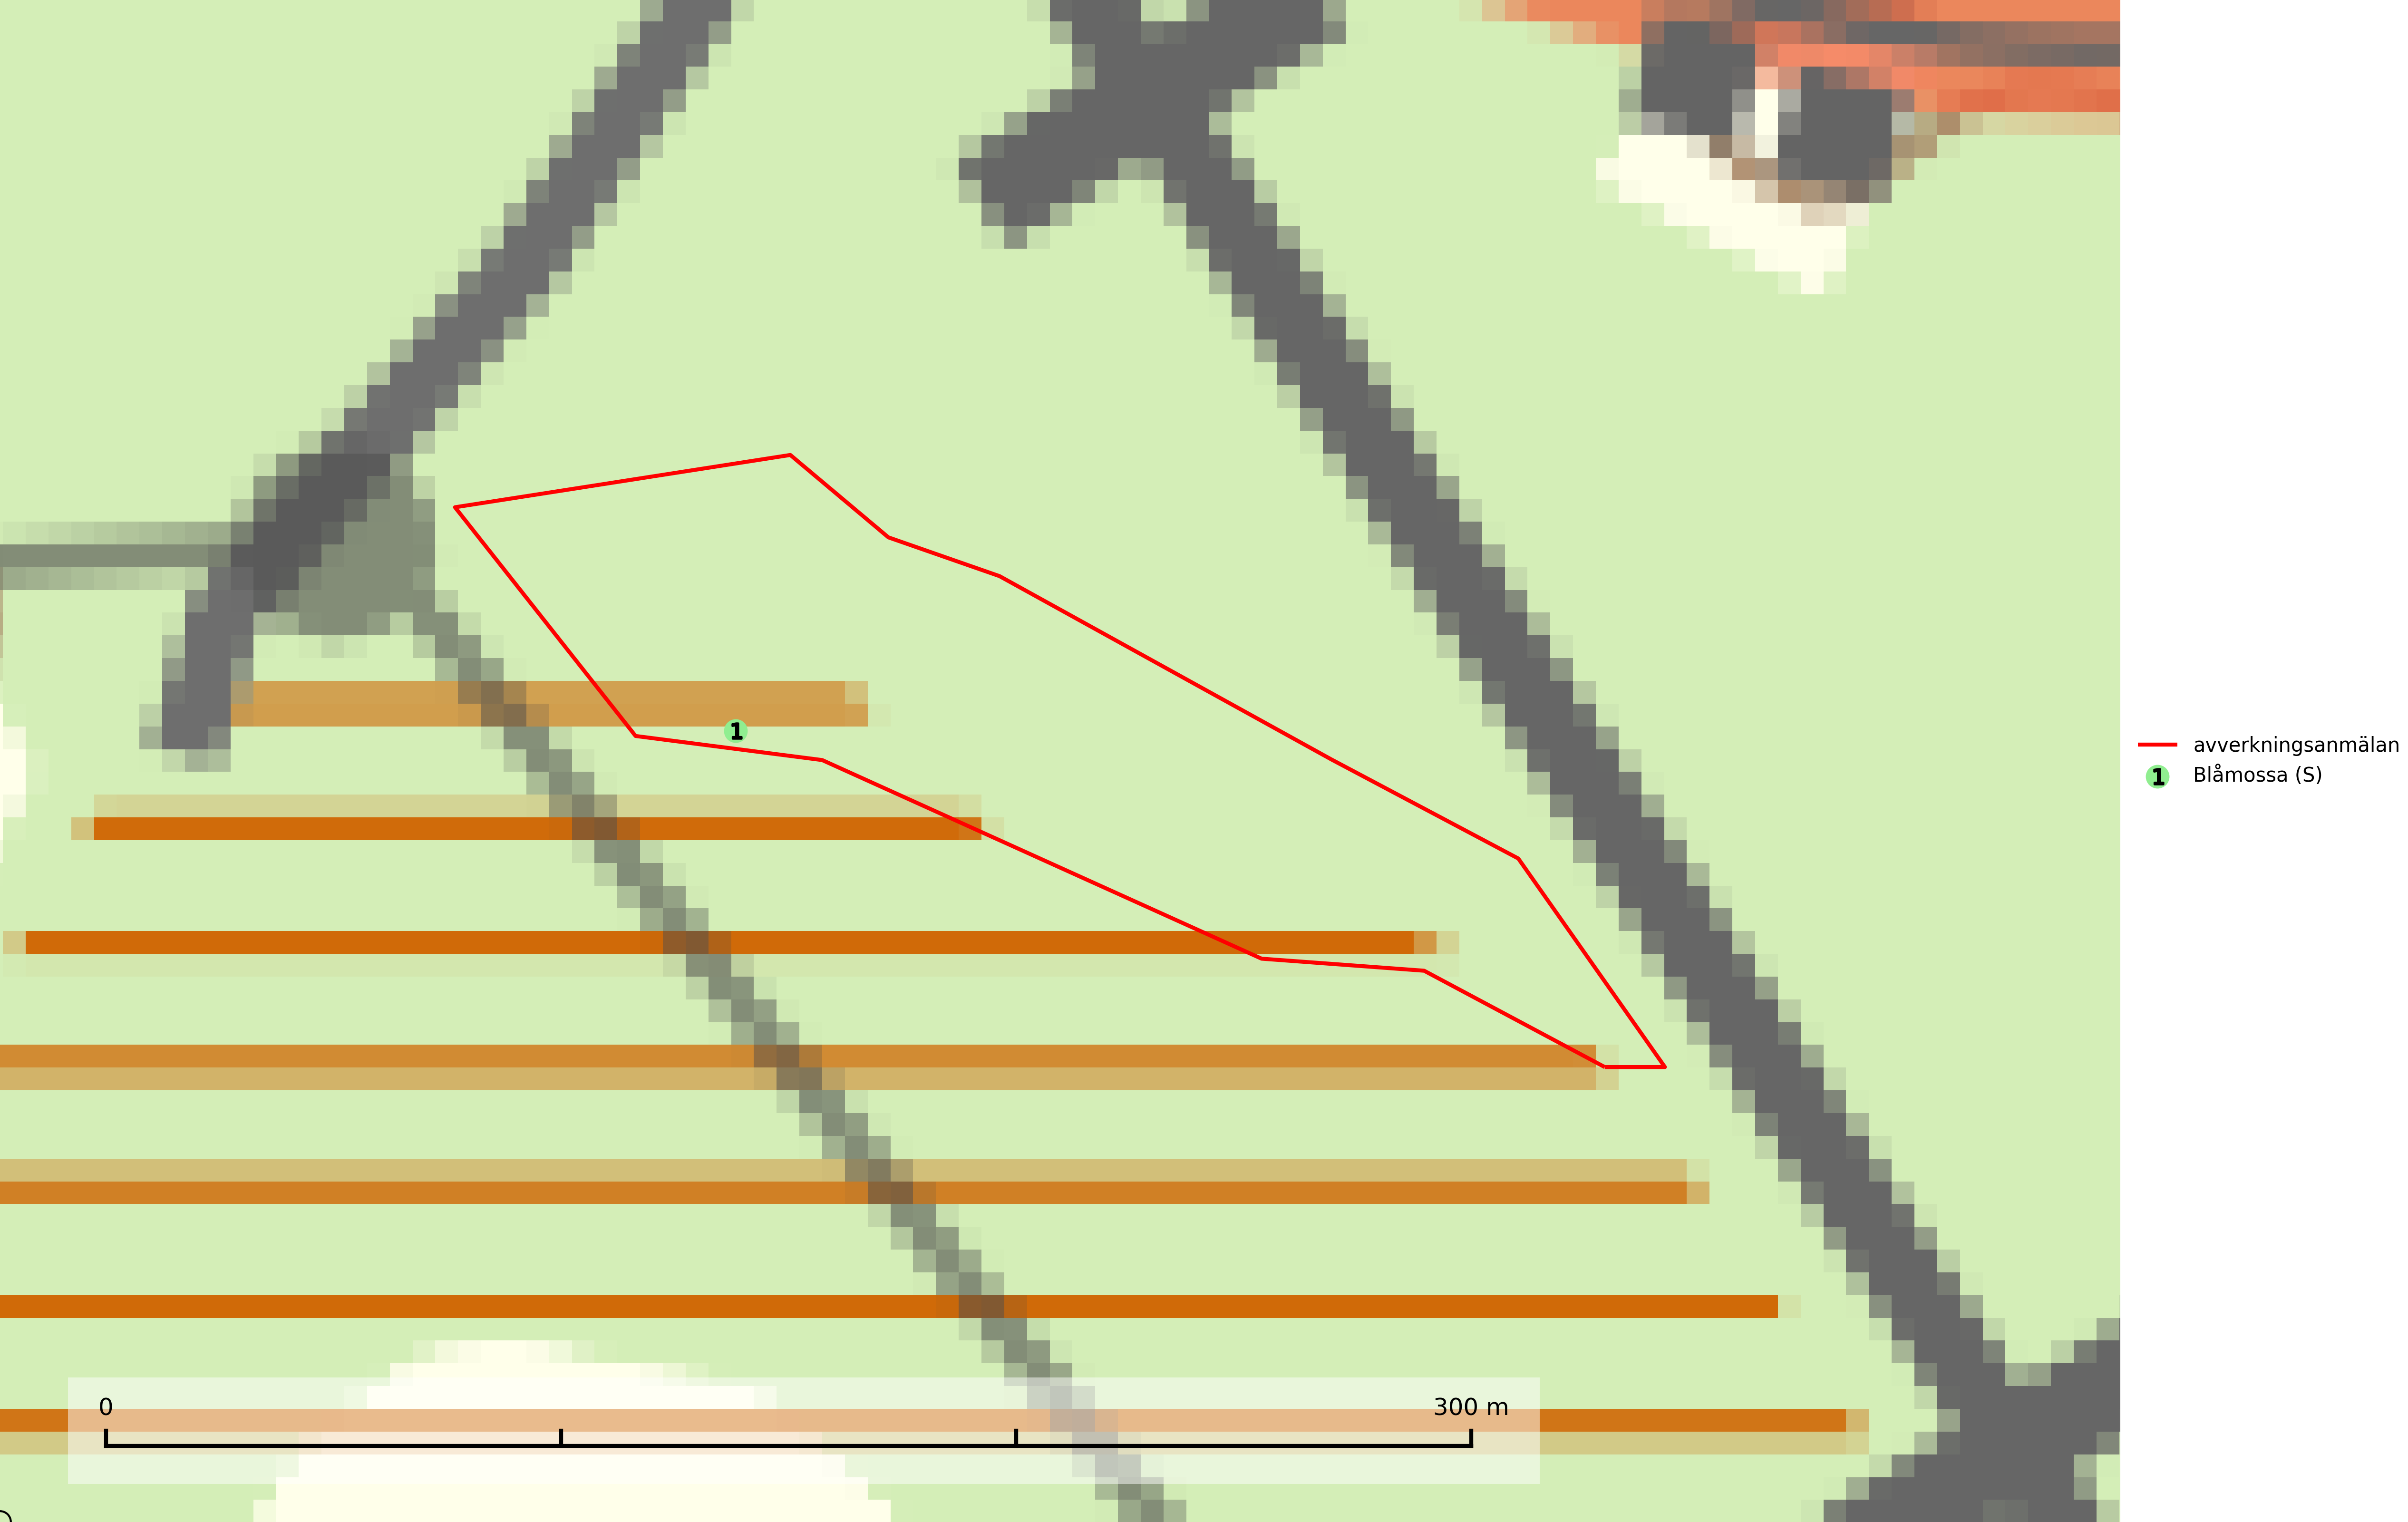 1
avverkningsanmälan
1 Blåmossa (S)
0 300 m